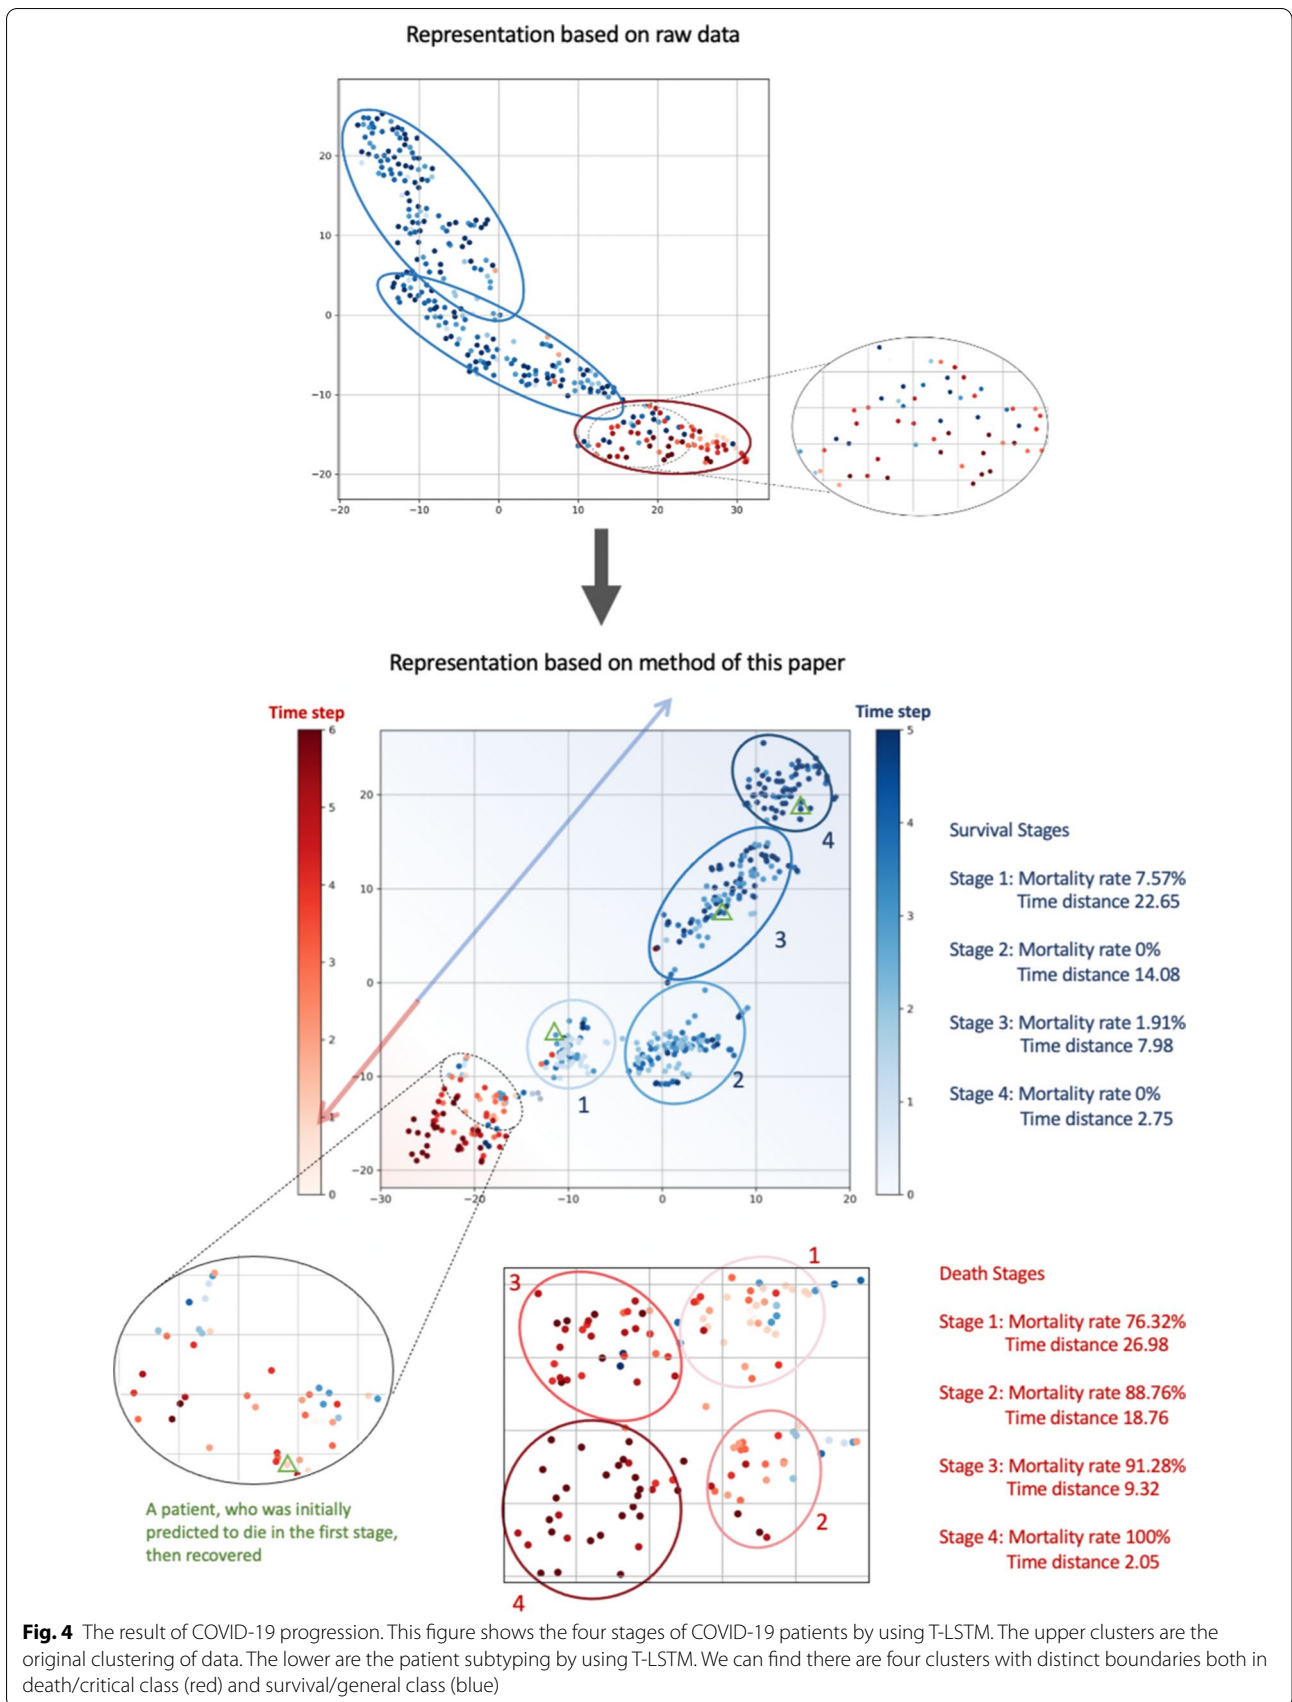 Representation based on raw data
20
10
0
−10
−20
−20 −10 0 10 20 30
Representation based on method of this paper
Time step
6
5
4
3
2
1
0
20
10
0
−10
−20
−30 −20 −10 0 10 20
4
3
2
1
Time step
5
4
3
2
1
0
Survival Stages
Stage 1: Mortality rate 7.57%
Time distance 22.65
Stage 2: Mortality rate 0%
Time distance 14.08
Stage 3: Mortality rate 1.91%
Time distance 7.98
Stage 4: Mortality rate 0%
Time distance 2.75
A patient, who was initially
predicted to die in the first stage,
then recovered
1
3
2
4
Death Stages
Stage 1: Mortality rate 76.32%
Time distance 26.98
Stage 2: Mortality rate 88.76%
Time distance 18.76
Stage 3: Mortality rate 91.28%
Time distance 9.32
Stage 4: Mortality rate 100%
Time distance 2.05
Fig. 4 The result of COVID-19 progression. This figure shows the four stages of COVID-19 patients by using T-LSTM. The upper clusters are the
original clustering of data. The lower are the patient subtyping by using T-LSTM. We can find there are four clusters with distinct boundaries both in
death/critical class (red) and survival/general class (blue)